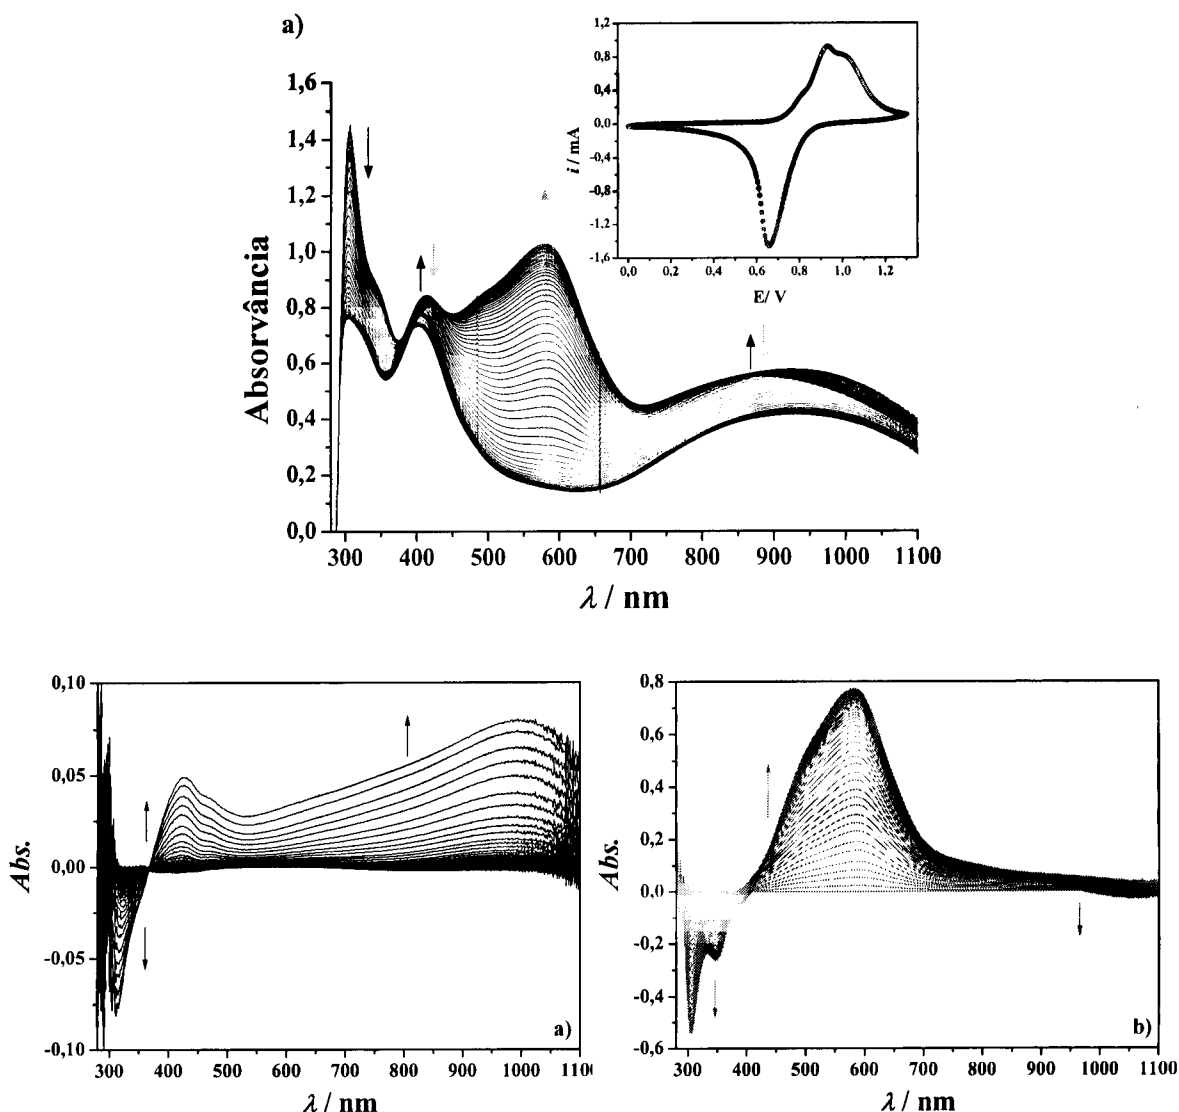 a)
1,6
1,4
1,2
1,0
0,8
0,6
0,4
0,2
0,0
Absorvância
300 400 500 600 700 800 900 1000 1100
λ / nm
1,2
0,8
0,4
0,0
-0,4
-0,8
-1,2
-1,6
i / mA
0,0 0,2 0,4 0,6 0,8 1,0 1,2
E/ V
0,10
0,05
0,00
-0,05
-0,10
Abs.
a)
300 400 500 600 700 800 900 1000
λ / nm
0,8
0,6
0,4
0,2
0,0
-0,2
-0,4
-0,6
Abs.
b)
300 400 500 600 700 800 900 1000 1100
λ / nm